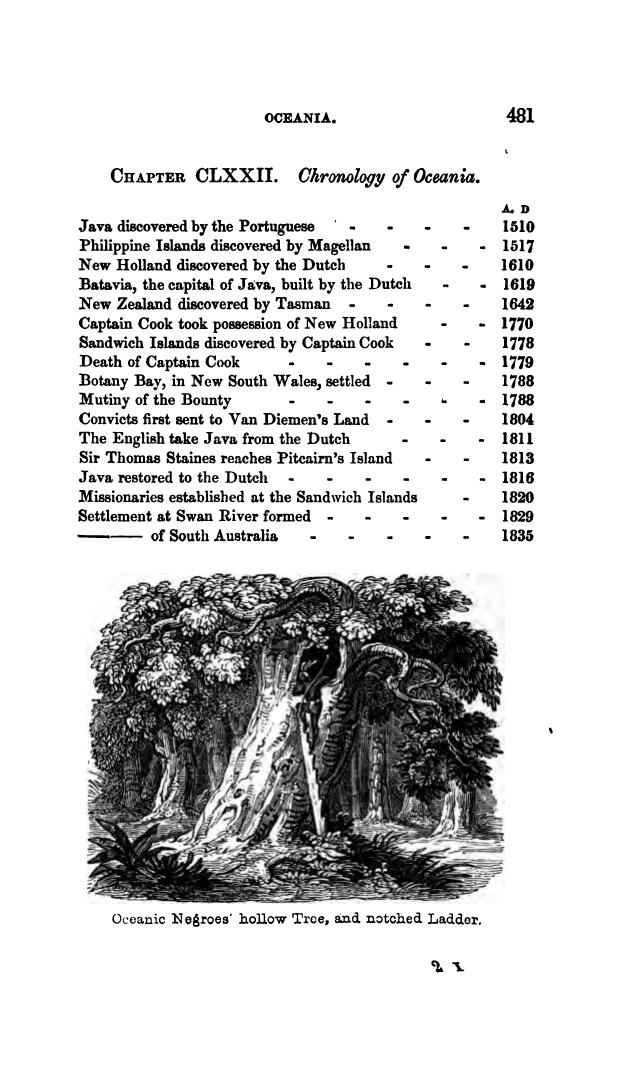 OCEANIA. 481
CHAPTER CLXXII. Chronology of Oceania.
A. D
Java discovered by the Portuguese - - - - 1510
Philippine Islands discovered by Magellan - - - 1517
New Holland discovered by the Dutch - - - 1610
Batavia, the capital of Java, built by the Dutch - - 1619
New Zealand discovered by Tasman - - - - 1642
Captain Cook took possession of New Holland - - 1770
Sandwich Islands discovered by Captain Cook - - 1778
Death of Captain Cook - - - - - - 1779
Botany Bay, in New South Wales, settled - - - 1788
Mutiny of the Bounty - - - - - - 1788
Convicts first sent to Van Diemen's Land - - - 1804
The English take Java from the Dutch - - - 1811
Sir Thomas Staines reaches Pitcairn's Island - - 1813
Java restored to the Dutch - - - - - - 1816
Missionaries established at the Sandwich Islands - 1820
Settlement at Swan River formed - - - - - 1829
——— of South Australia - - - - - 1835
Oceanic Negroes' hollow Tree, and notched Ladder.
2 I